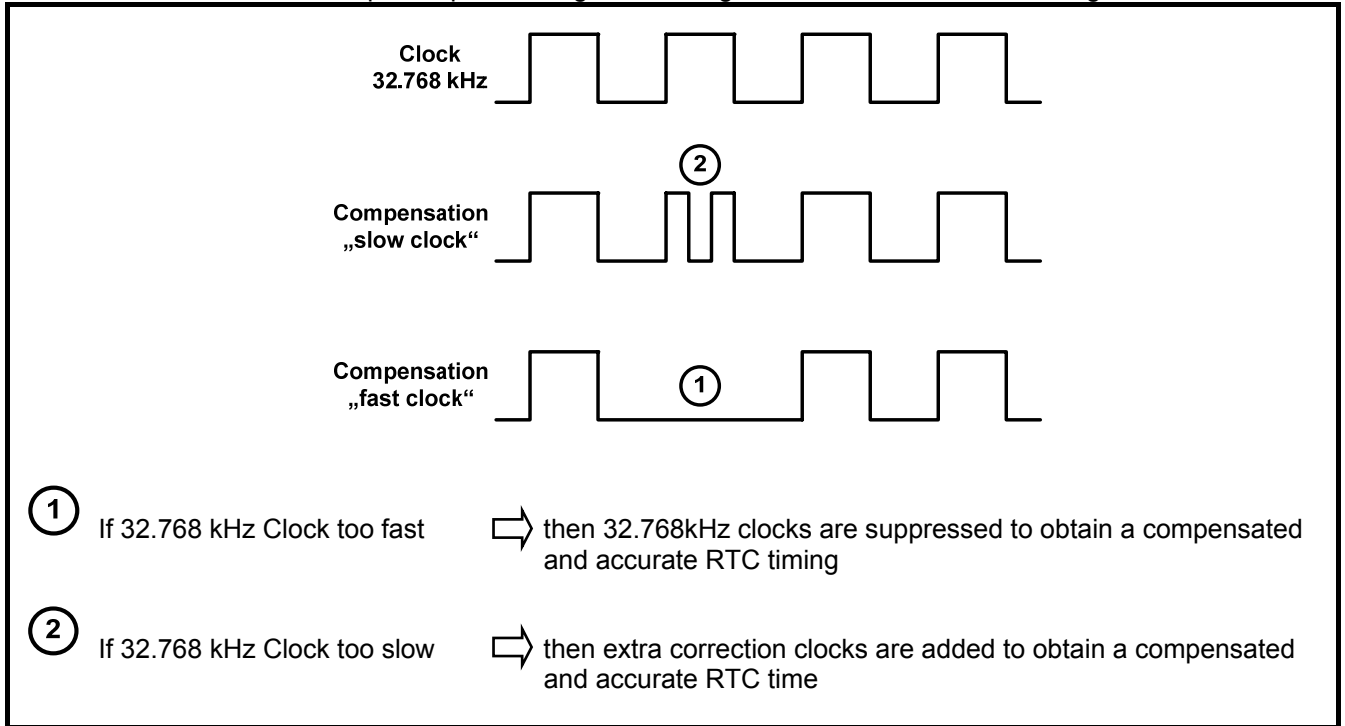 Clock
32.768 kHz
2
Compensation
„slow clock“
Compensation
„fast clock“
1
1 If 32.768 kHz Clock too fast then 32.768kHz clocks are suppressed to obtain a compensated
and accurate RTC timing
2 If 32.768 kHz Clock too slow then extra correction clocks are added to obtain a compensated
and accurate RTC time